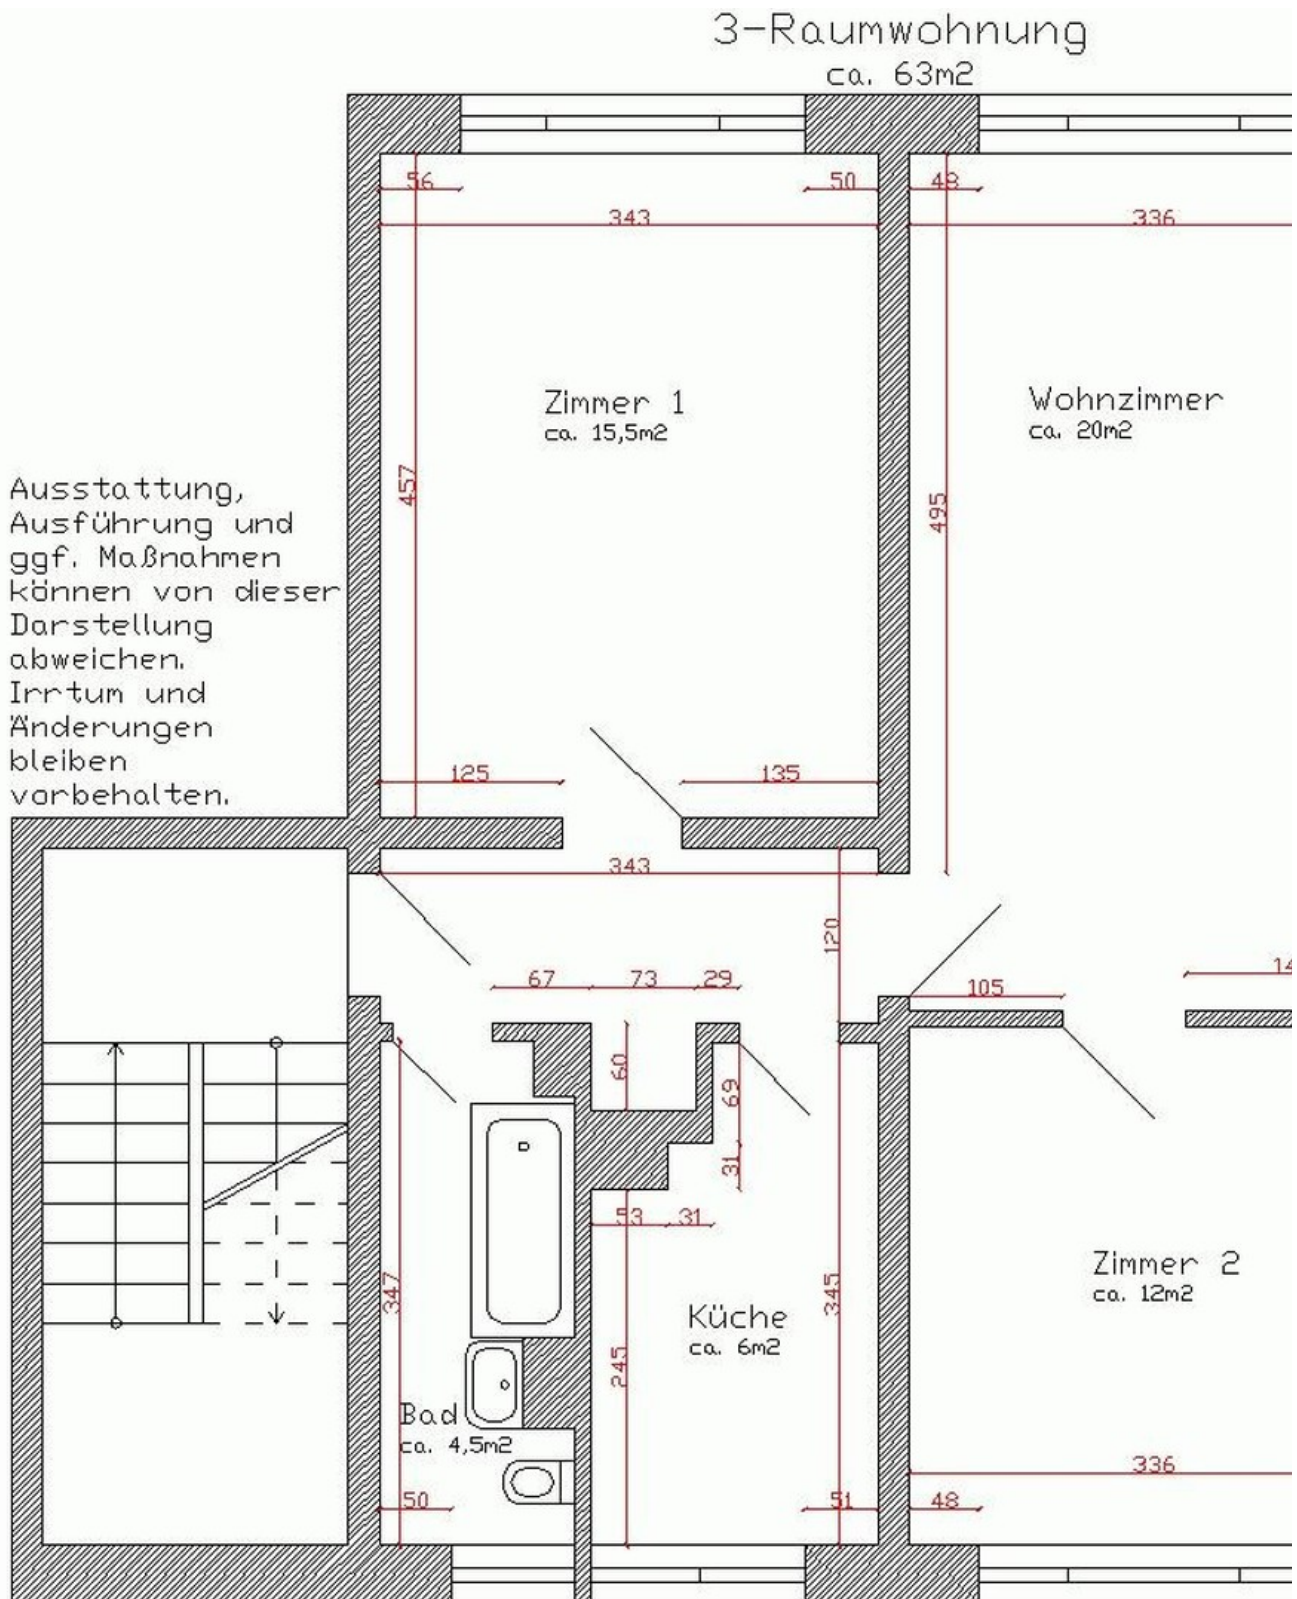 3-Raumwohnung
ca. 63m2
56
50
48
343
336
Zimmer 1
ca. 15,5m2
Wohnzimmer
ca. 20m2
457
495
Ausstattung,
Ausführung und
ggf. Maßnahmen
können von dieser
Darstellung
abweichen.
Irrtum und
Änderungen
bleiben
vorbehalten.
125
135
343
120
67
73
29
105
14
60
69
31
53
31
347
245
345
Zimmer 2
ca. 12m2
Küche
ca. 6m2
Bad
ca. 4,5m2
336
50
51
48